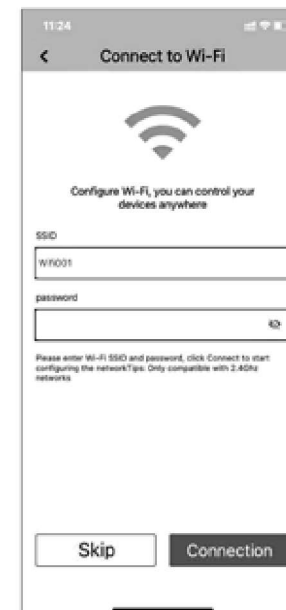 11:24
Connect to Wi-Fi
Configure Wi-Fi, you can control your
devices anywhere
SSID
Wifi001
password
Please enter Wi-Fi SSID and password, click Connect to start
configuring the networkTips: Only compatible with 2.4Ghz
networks
Skip
Connection